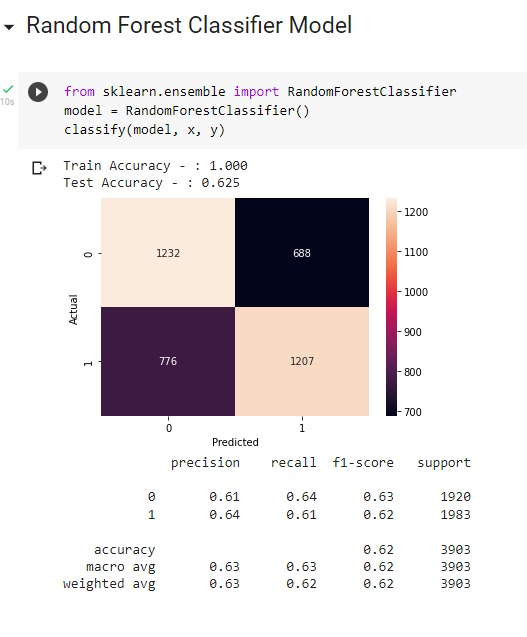 Random Forest Classifier Model
10s
from sklearn.ensemble import RandomForestClassifier
model = RandomForestClassifier()
classify(model, x, y)
Train Accuracy - : 1.000
Test Accuracy - : 0.625
1232 688
776 1207
0
1
Actual
0 1
Predicted
1200
1100
1000
900
800
700
precision recall f1-score support
0 0.61 0.64 0.63 1920
1 0.64 0.61 0.62 1983
accuracy 0.62 3903
macro avg 0.63 0.63 0.62 3903
weighted avg 0.63 0.62 0.62 3903